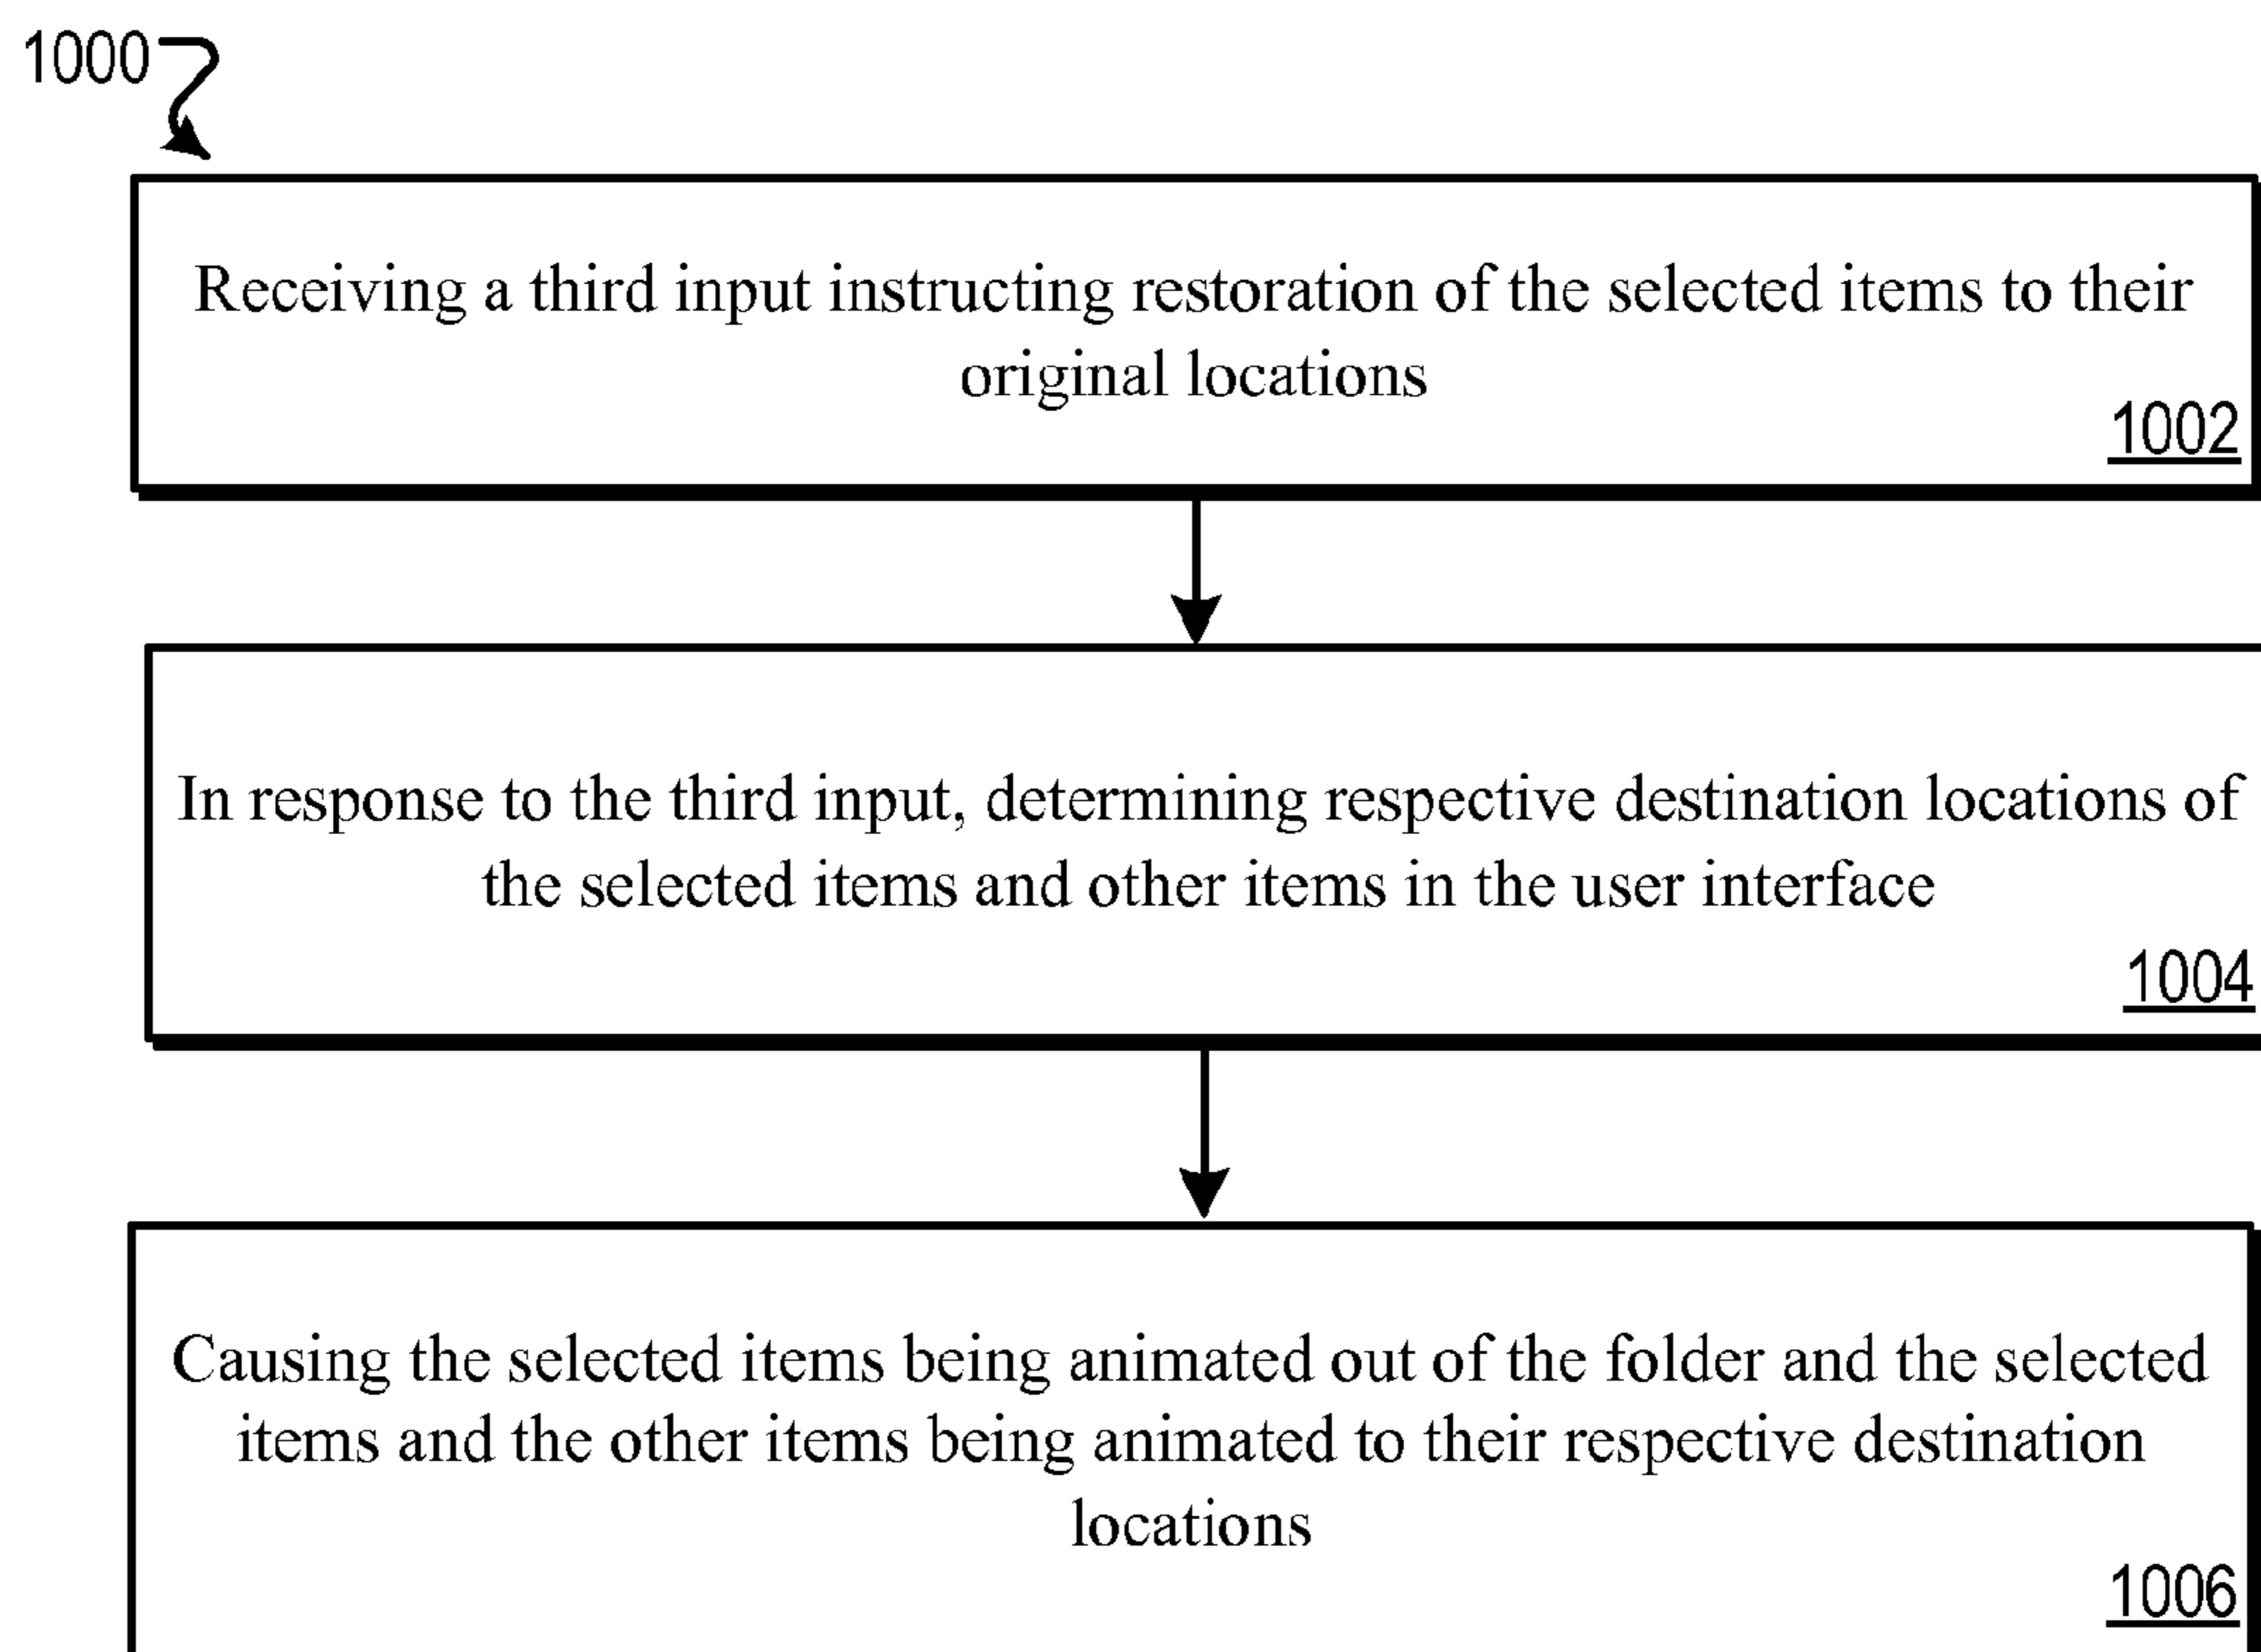 1000
Receiving a third input instructing restoration of the selected items to their
original locations
1002
In response to the third input, determining respective destination locations of
the selected items and other items in the user interface
1004
Causing the selected items being animated out of the folder and the selected
items and the other items being animated to their respective destination
locations
1006